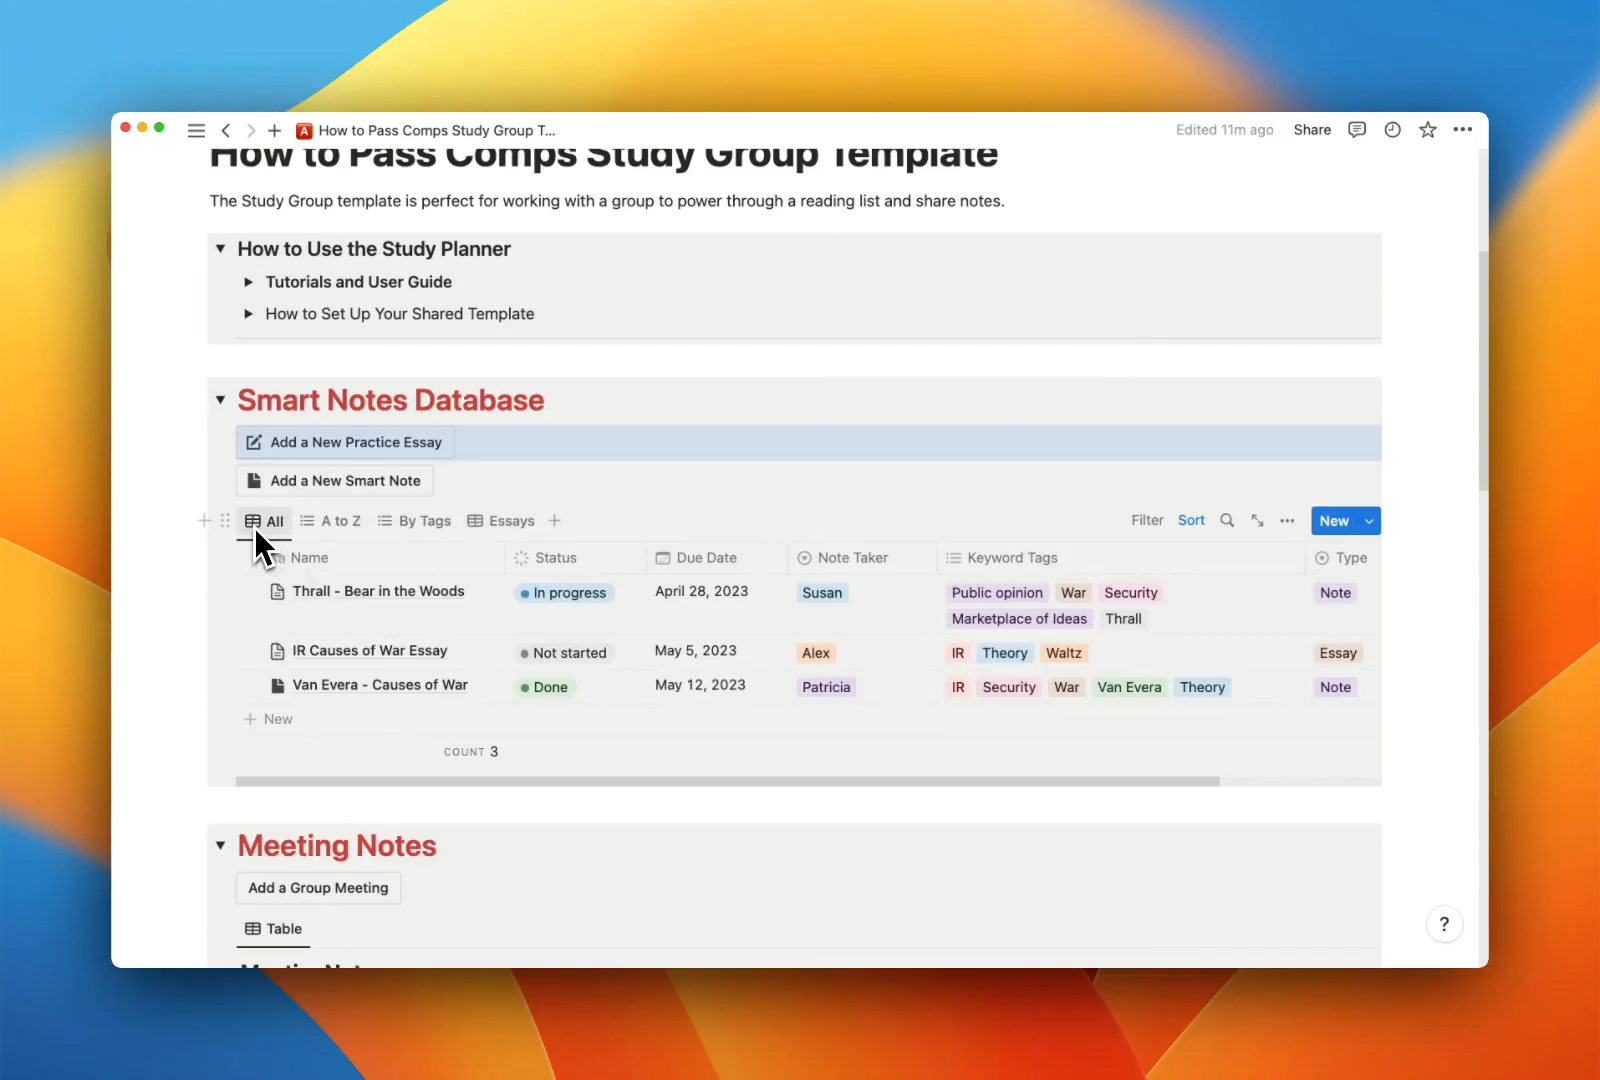 How to Pass Comps Study Group T...
Edited 11m ago
Share
How to Pass Comps Study Group Template
The Study Group template is perfect for working with a group to power through a reading list and share notes.
How to Use the Study Planner
Tutorials and User Guide
How to Set Up Your Shared Template
Smart Notes Database
Add a New Practice Essay
Add a New Smart Note
All A to Z By Tags Essays Filter Sort New
Name Status Due Date Note Taker Keyword Tags Type
Thrall - Bear in the Woods In progress April 28, 2023 Susan Public opinion War Security Note
Marketplace of Ideas Thrall
IR Causes of War Essay Not started May 5, 2023 Alex IR Theory Waltz Essay
Van Evera - Causes of War Done May 12, 2023 Patricia IR Security War Van Evera Theory Note
New
COUNT 3
Meeting Notes
Add a Group Meeting
Table
?